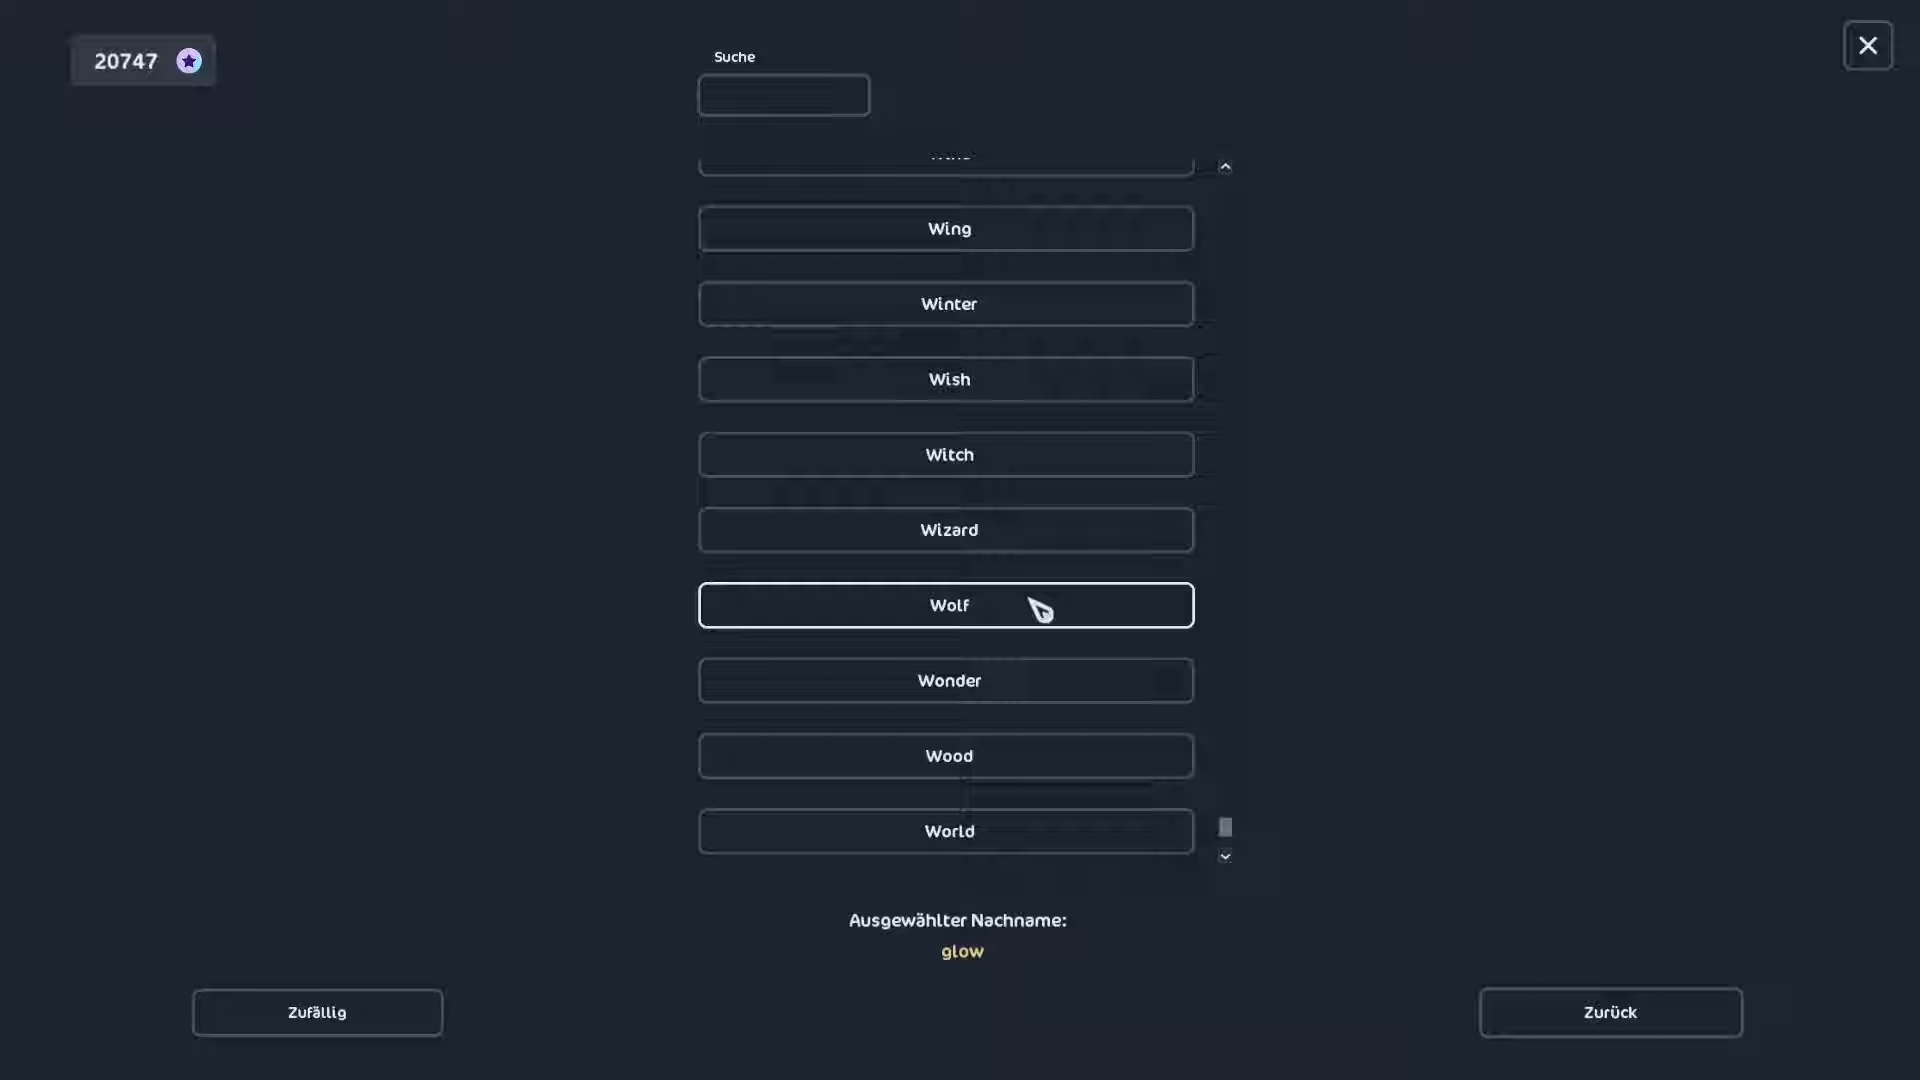 20747
Suche
Wing
Winter
Wish
Witch
Wizard
Wolf
Wonder
Wood
World
Ausgewählter Nachname:
glow
Zufällig
Zurück